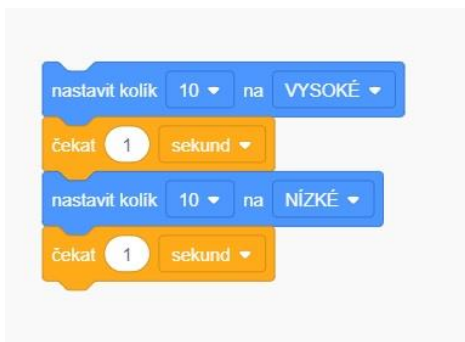 nastavit kolík 10 na VYSOKÉ
čekat 1 sekund
nastavit kolík 10 na NÍZKÉ
čekat 1 sekund